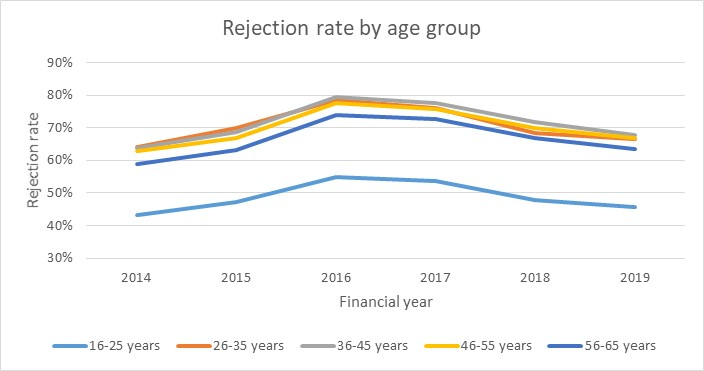 Rejection rate by age group
90%
80%
70%
60%
50%
40%
30%
Rejection rate
2014 2015 2016 2017 2018 2019
Financial year
16-25 years 26-35 years 36-45 years 46-55 years 56-65 years